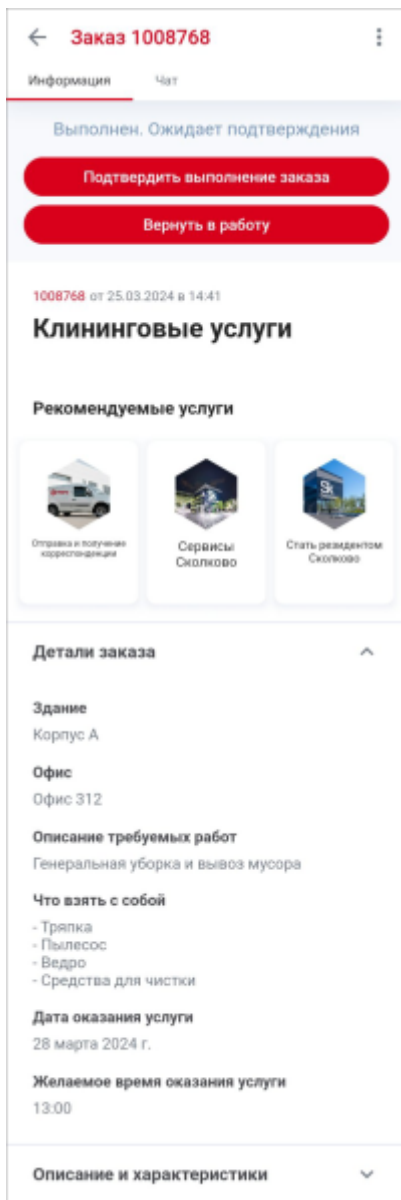 Заказ 1008768
Информация
Чат
Выполнен. Ожидает подтверждения
Подтвердить выполнение заказа
Вернуть в работу
1008768 от 25.03.2024 в 14:41
Клининговые услуги
Рекомендуемые услуги
Отправка и получение
корреспонденции
Сервисы
Сколково
Sk
Стать резидентом
Сколково
Детали заказа
Здание
Корпус А
Офис
Офис 312
Описание требуемых работ
Генеральная уборка и вывоз мусора
Что взять с собой
- Тряпка
- Пылесос
- Ведро
- Средства для чистки
Дата оказания услуги
28 марта 2024 г.
Желаемое время оказания услуги
13:00
Описание и характеристики